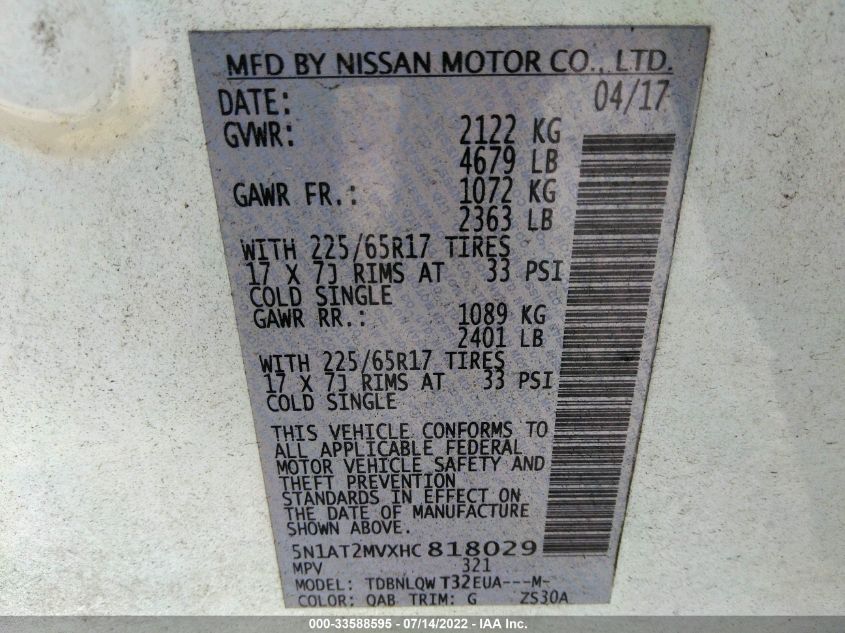 MFD BY NISSAN MOTOR CO., LTD.
DATE: 04/17
GVWR: 2122 KG
4679 LB
GAWR FR.: 1072 KG
2363 LB
WITH 225/65R17 TIRES
17 X 7J RIMS AT 33 PSI
COLD SINGLE
GAWR RR.: 1089 KG
2401 LB
WITH 225/65R17 TIRES
17 X 7J RIMS AT 33 PSI
COLD SINGLE
THIS VEHICLE CONFORMS TO
ALL APPLICABLE FEDERAL
MOTOR VEHICLE SAFETY AND
THEFT PREVENTION
STANDARDS IN EFFECT ON
THE DATE OF MANUFACTURE
SHOWN ABOVE.
5N1AT2MVXHC818029
MPV 321
MODEL: TDBNLQWT32EUA---M-
COLOR: QAB TRIM: G ZS30A
000-33588595 - 07/14/2022 - IAA Inc.